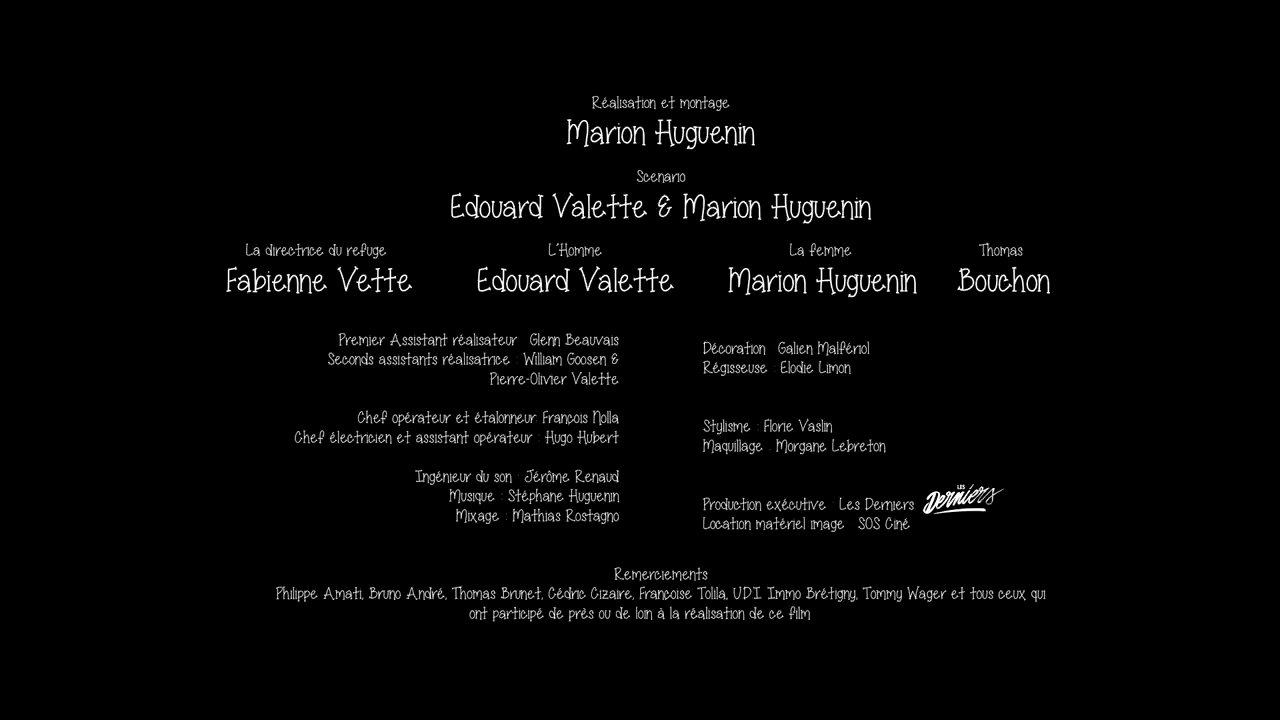 Réalisation et montage
Marion Huguenin
Scenario
Edouard Valette & Marion Huguenin
La directrice du refuge
Fabienne Vette
L'Homme
Edouard Valette
La femme
Marion Huguenin
Thomas
Bouchon
Premier Assistant réalisateur : Glenn Beauvais
Seconds assistants réalisatrice : William Goosen &
Pierre-Olivier Valette
Chef opérateur et étalonneur: François Nolla
Chef électricien et assistant opérateur : Hugo Hubert
Ingénieur du son : Jérôme Renaud
Musique : Stéphane Huguenin
Mixage : Mathias Rostagno
Décoration : Galien Malfériol
Régisseuse : Elodie Limon
Stylisme : Florie Vaslin
Maquillage : Morgane Lebreton
Production exécutive : Les Derniers
LES
Derniers
Location matériel image : SOS Ciné
Remerciements
Philippe Amati, Bruno André, Thomas Brunet, Cédric Cizaire, Françoise Tolila, U.D.I. Immo Brétigny, Tommy Wager et tous ceux qui
ont participé de près ou de loin à la réalisation de ce film